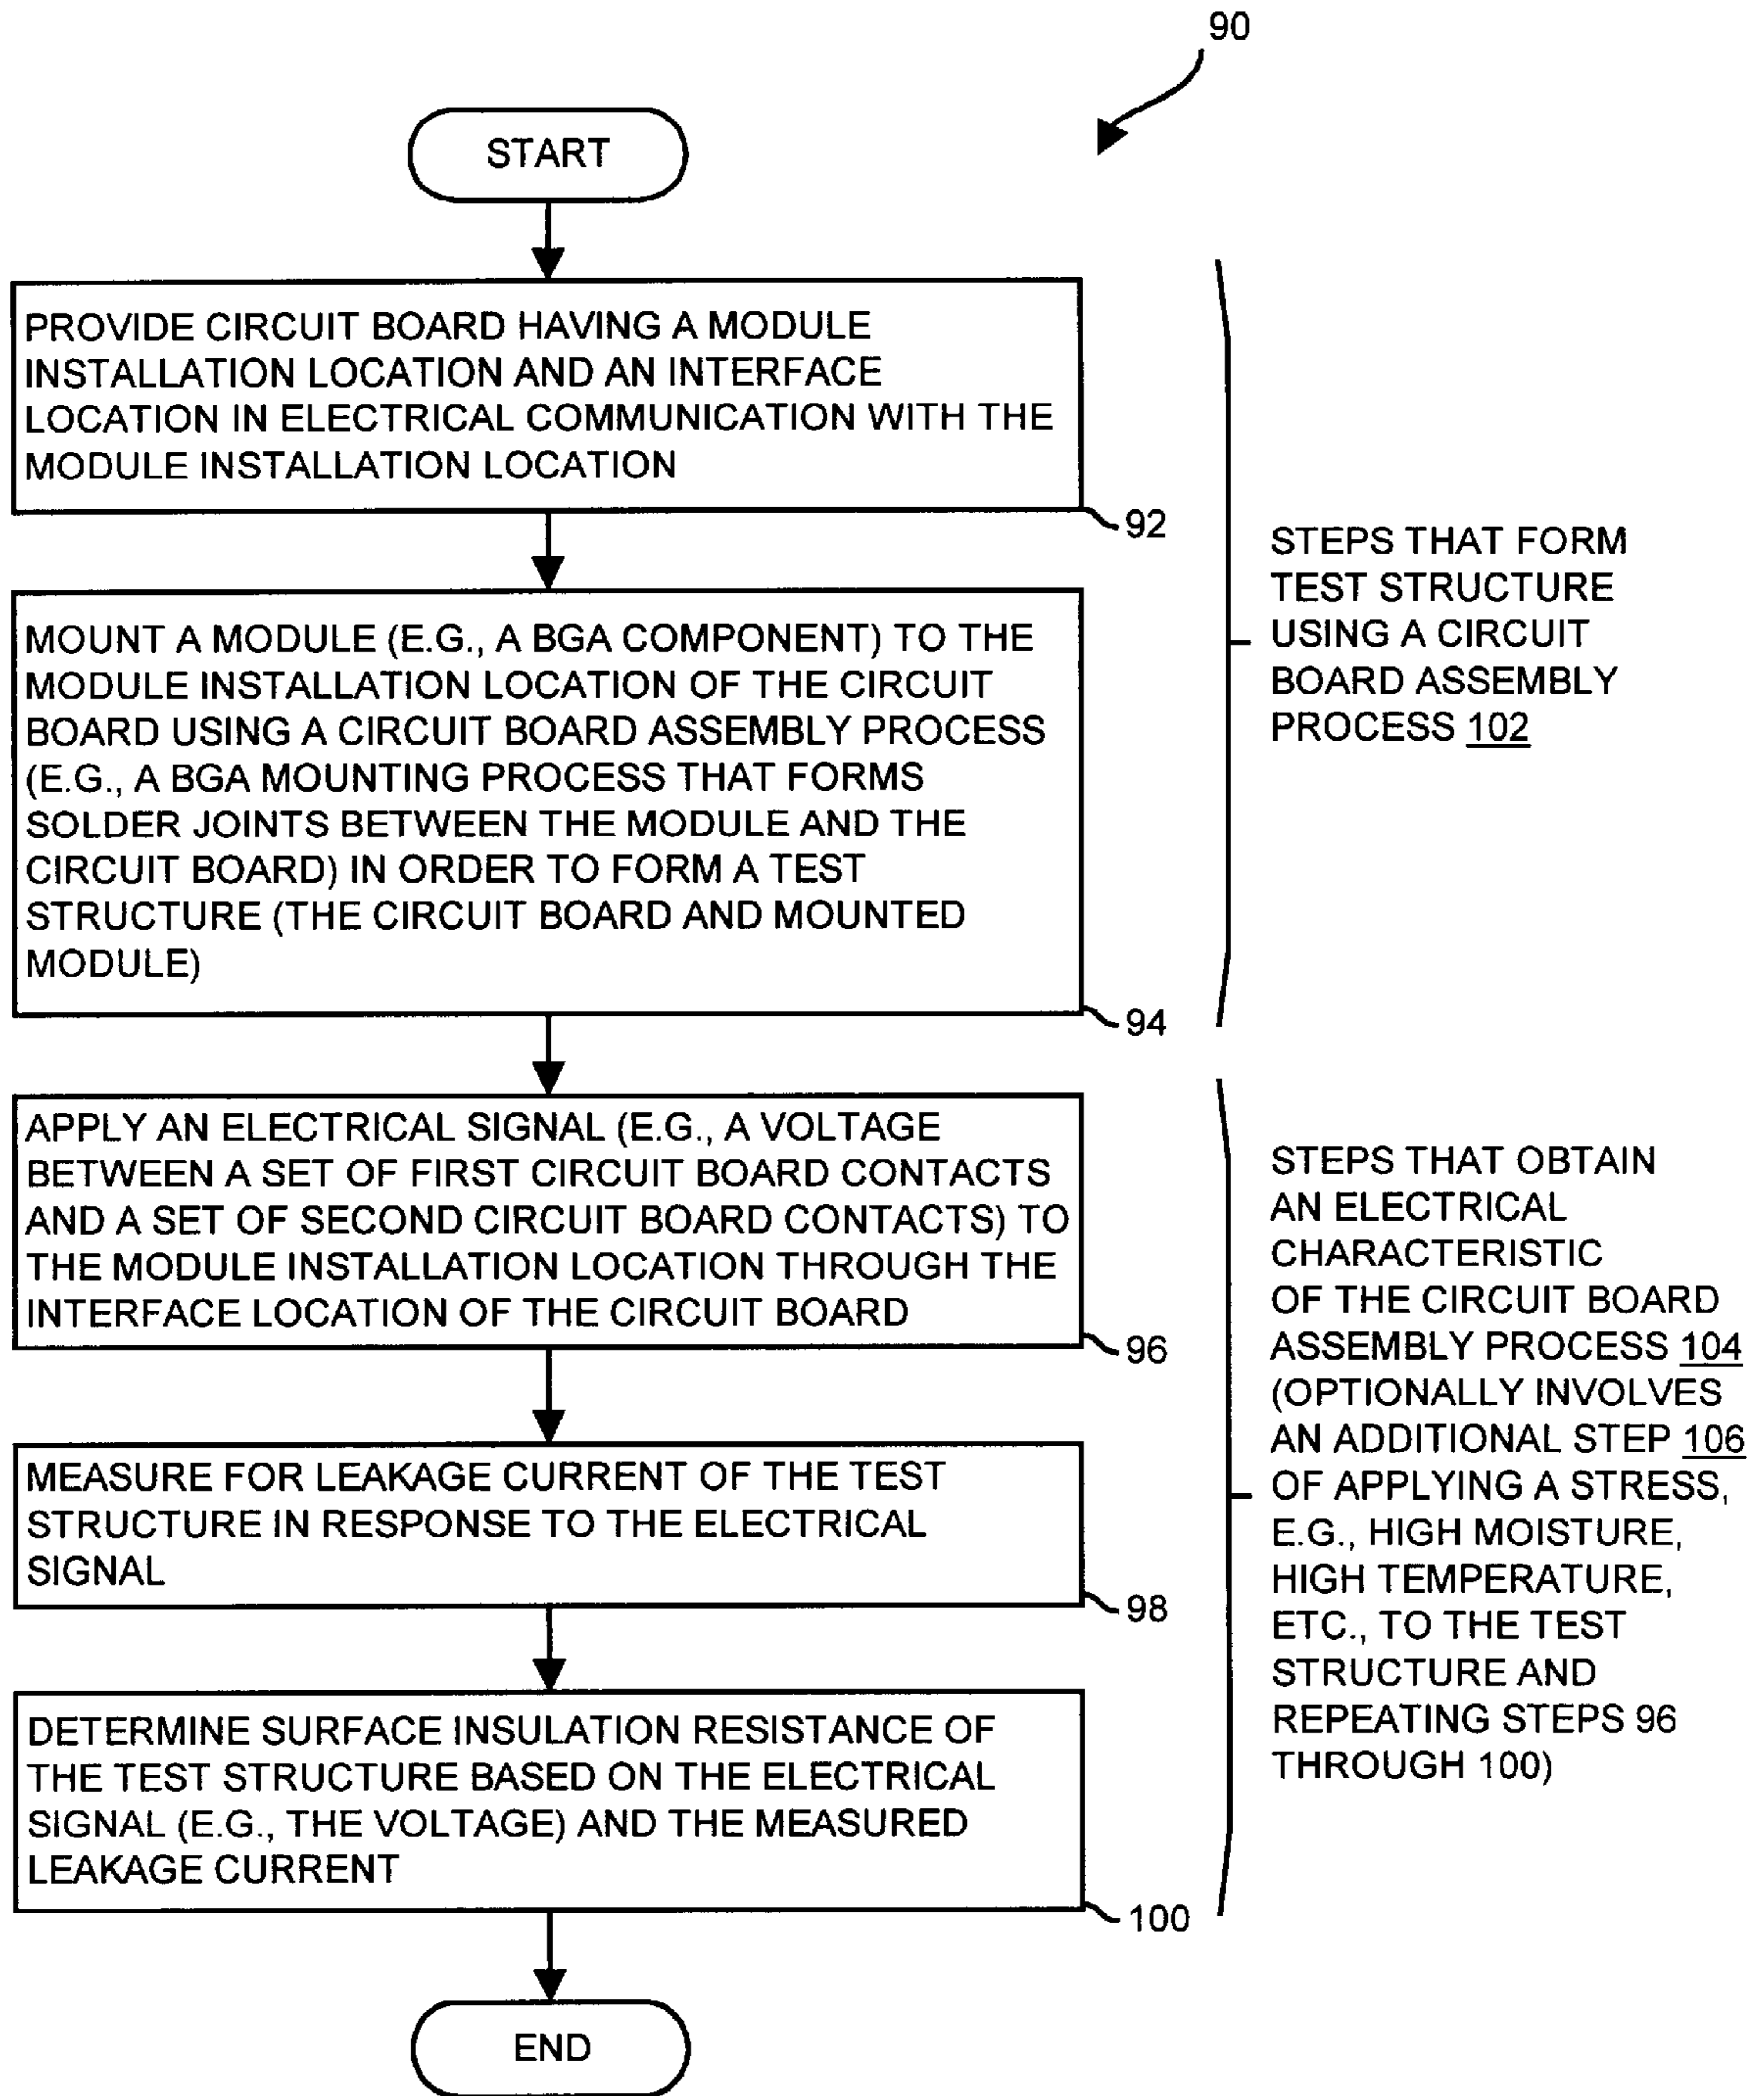 90
START
PROVIDE CIRCUIT BOARD HAVING A MODULE
INSTALLATION LOCATION AND AN INTERFACE
LOCATION IN ELECTRICAL COMMUNICATION WITH THE
MODULE INSTALLATION LOCATION
92
MOUNT A MODULE (E.G., A BGA COMPONENT) TO THE
MODULE INSTALLATION LOCATION OF THE CIRCUIT
BOARD USING A CIRCUIT BOARD ASSEMBLY PROCESS
(E.G., A BGA MOUNTING PROCESS THAT FORMS
SOLDER JOINTS BETWEEN THE MODULE AND THE
CIRCUIT BOARD) IN ORDER TO FORM A TEST
STRUCTURE (THE CIRCUIT BOARD AND MOUNTED
MODULE)
94
STEPS THAT FORM
TEST STRUCTURE
USING A CIRCUIT
BOARD ASSEMBLY
PROCESS 102
APPLY AN ELECTRICAL SIGNAL (E.G., A VOLTAGE
BETWEEN A SET OF FIRST CIRCUIT BOARD CONTACTS
AND A SET OF SECOND CIRCUIT BOARD CONTACTS) TO
THE MODULE INSTALLATION LOCATION THROUGH THE
INTERFACE LOCATION OF THE CIRCUIT BOARD
96
MEASURE FOR LEAKAGE CURRENT OF THE TEST
STRUCTURE IN RESPONSE TO THE ELECTRICAL
SIGNAL
98
DETERMINE SURFACE INSULATION RESISTANCE OF
THE TEST STRUCTURE BASED ON THE ELECTRICAL
SIGNAL (E.G., THE VOLTAGE) AND THE MEASURED
LEAKAGE CURRENT
100
STEPS THAT OBTAIN
AN ELECTRICAL
CHARACTERISTIC
OF THE CIRCUIT BOARD
ASSEMBLY PROCESS 104
(OPTIONALLY INVOLVES
AN ADDITIONAL STEP 106
OF APPLYING A STRESS,
E.G., HIGH MOISTURE,
HIGH TEMPERATURE,
ETC., TO THE TEST
STRUCTURE AND
REPEATING STEPS 96
THROUGH 100)
END